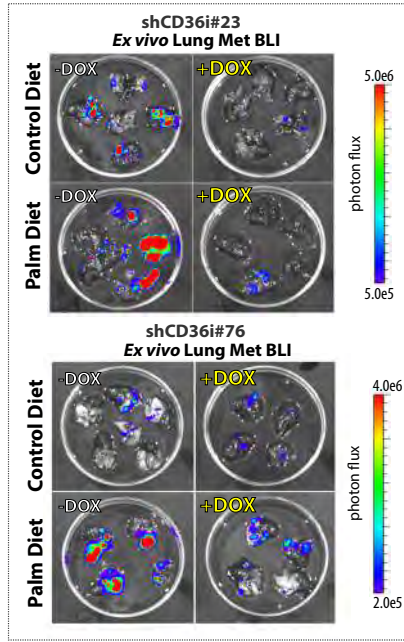 shCD36i#23
Ex vivo Lung Met BLI
Control Diet
-DOX
+DOX
Palm Diet
-DOX
+DOX
5.0e6
photon flux
5.0e5
shCD36i#76
Ex vivo Lung Met BLI
Control Diet
-DOX
+DOX
Palm Diet
-DOX
+DOX
4.0e6
photon flux
2.0e5